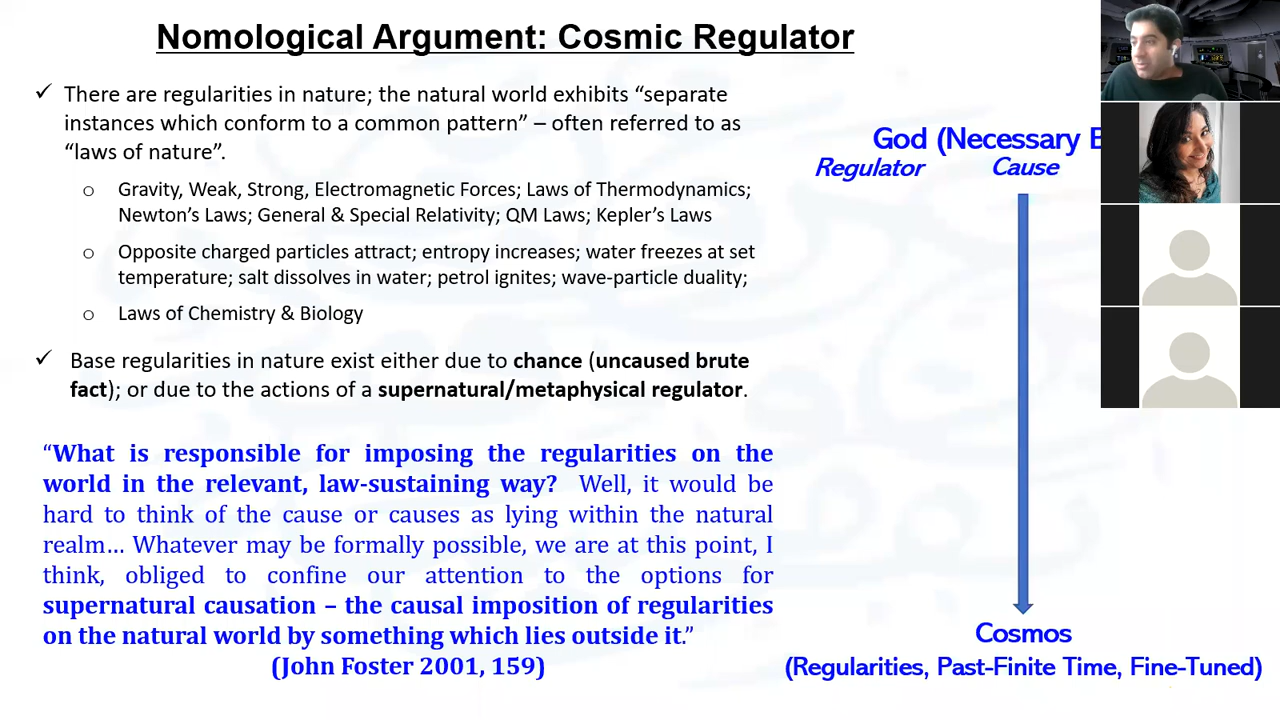 Nomological Argument: Cosmic Regulator
✓ There are regularities in nature; the natural world exhibits “separate
instances which conform to a common pattern” – often referred to as
“laws of nature”.
o Gravity, Weak, Strong, Electromagnetic Forces; Laws of Thermodynamics;
Newton’s Laws; General & Special Relativity; QM Laws; Kepler’s Laws
o Opposite charged particles attract; entropy increases; water freezes at set
temperature; salt dissolves in water; petrol ignites; wave-particle duality;
o Laws of Chemistry & Biology
✓ Base regularities in nature exist either due to chance (uncaused brute
fact); or due to the actions of a supernatural/metaphysical regulator.
“What is responsible for imposing the regularities on the
world in the relevant, law-sustaining way? Well, it would be
hard to think of the cause or causes as lying within the natural
realm… Whatever may be formally possible, we are at this point, I
think, obliged to confine our attention to the options for
supernatural causation – the causal imposition of regularities
on the natural world by something which lies outside it.”
(John Foster 2001, 159)
God (Necessary
Regulator Cause
Cosmos
(Regularities, Past-Finite Time, Fine-Tuned)